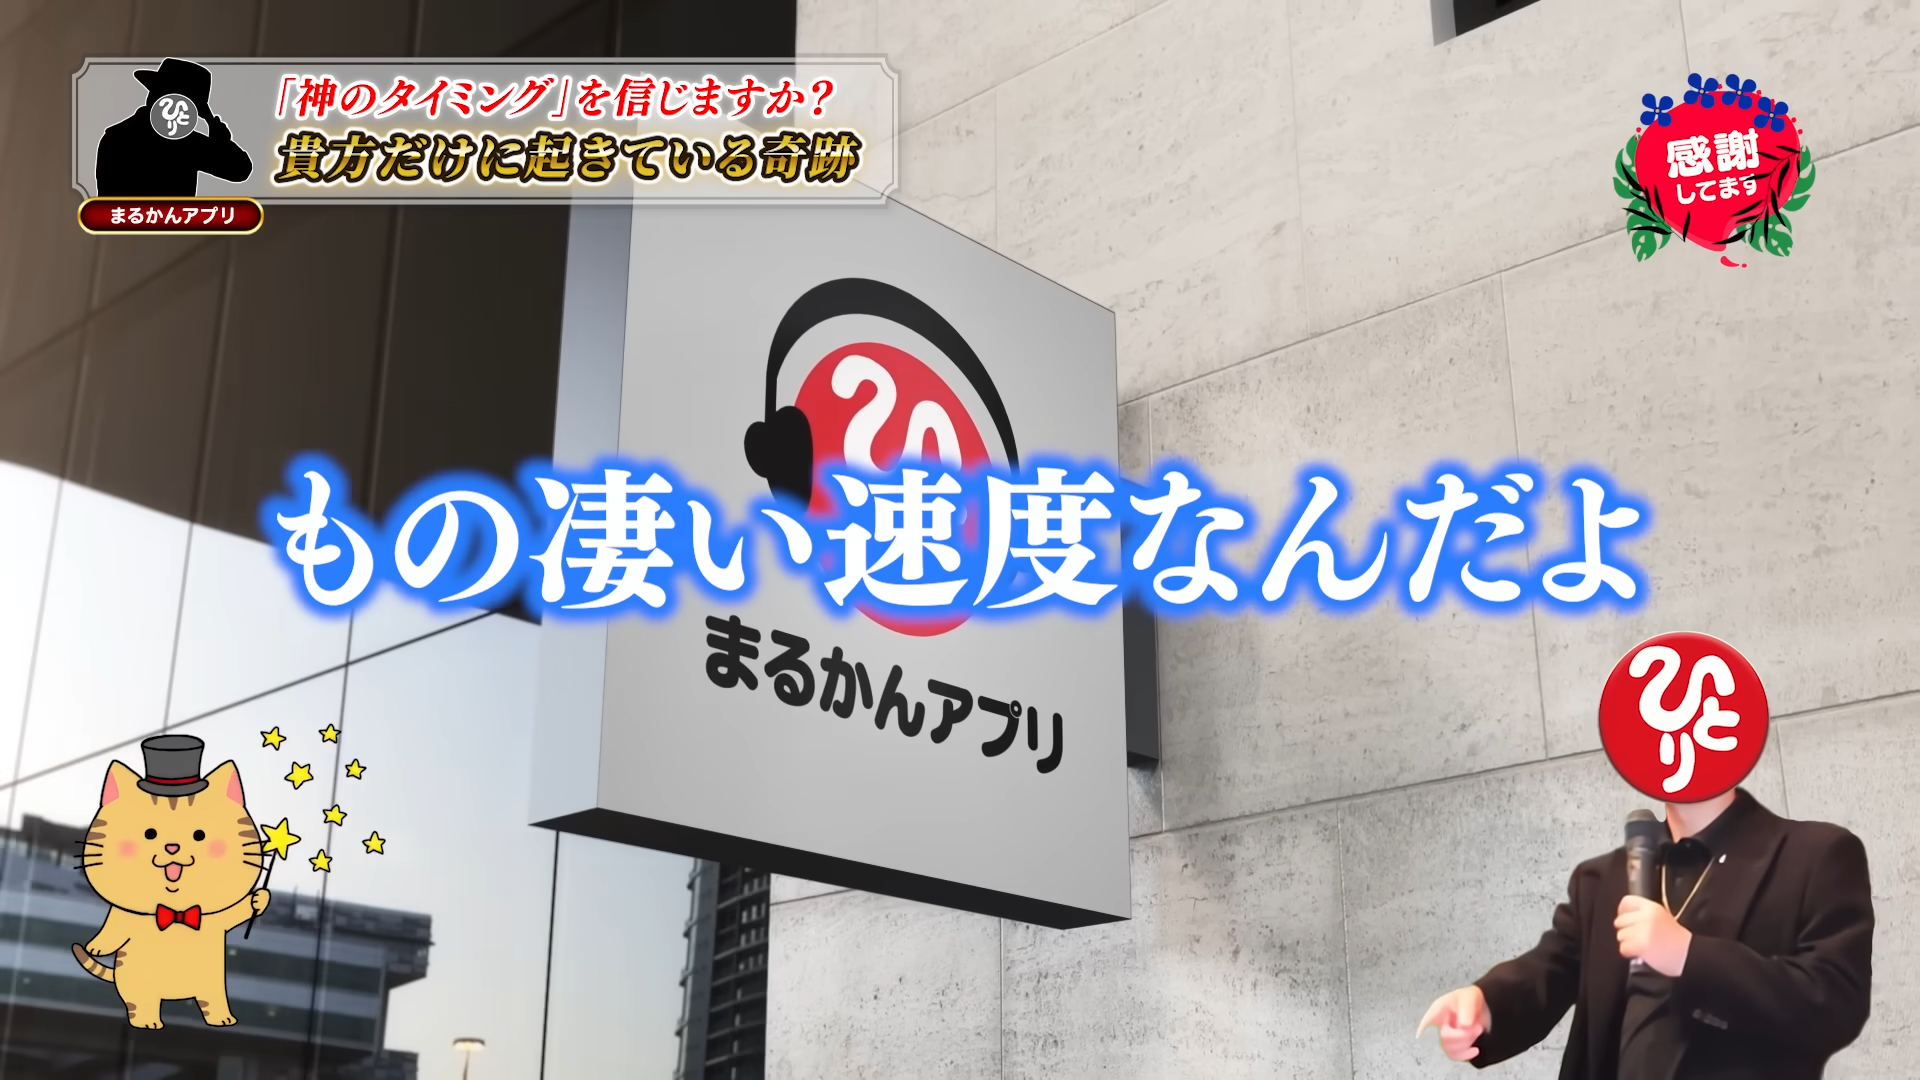 「神のタイミング」を信じますか？
貴方だけに起きている奇跡
ひとり
まるかんアプリ
感謝
してます
もの凄い速度なんだよ
まるかんアプリ
ひとり